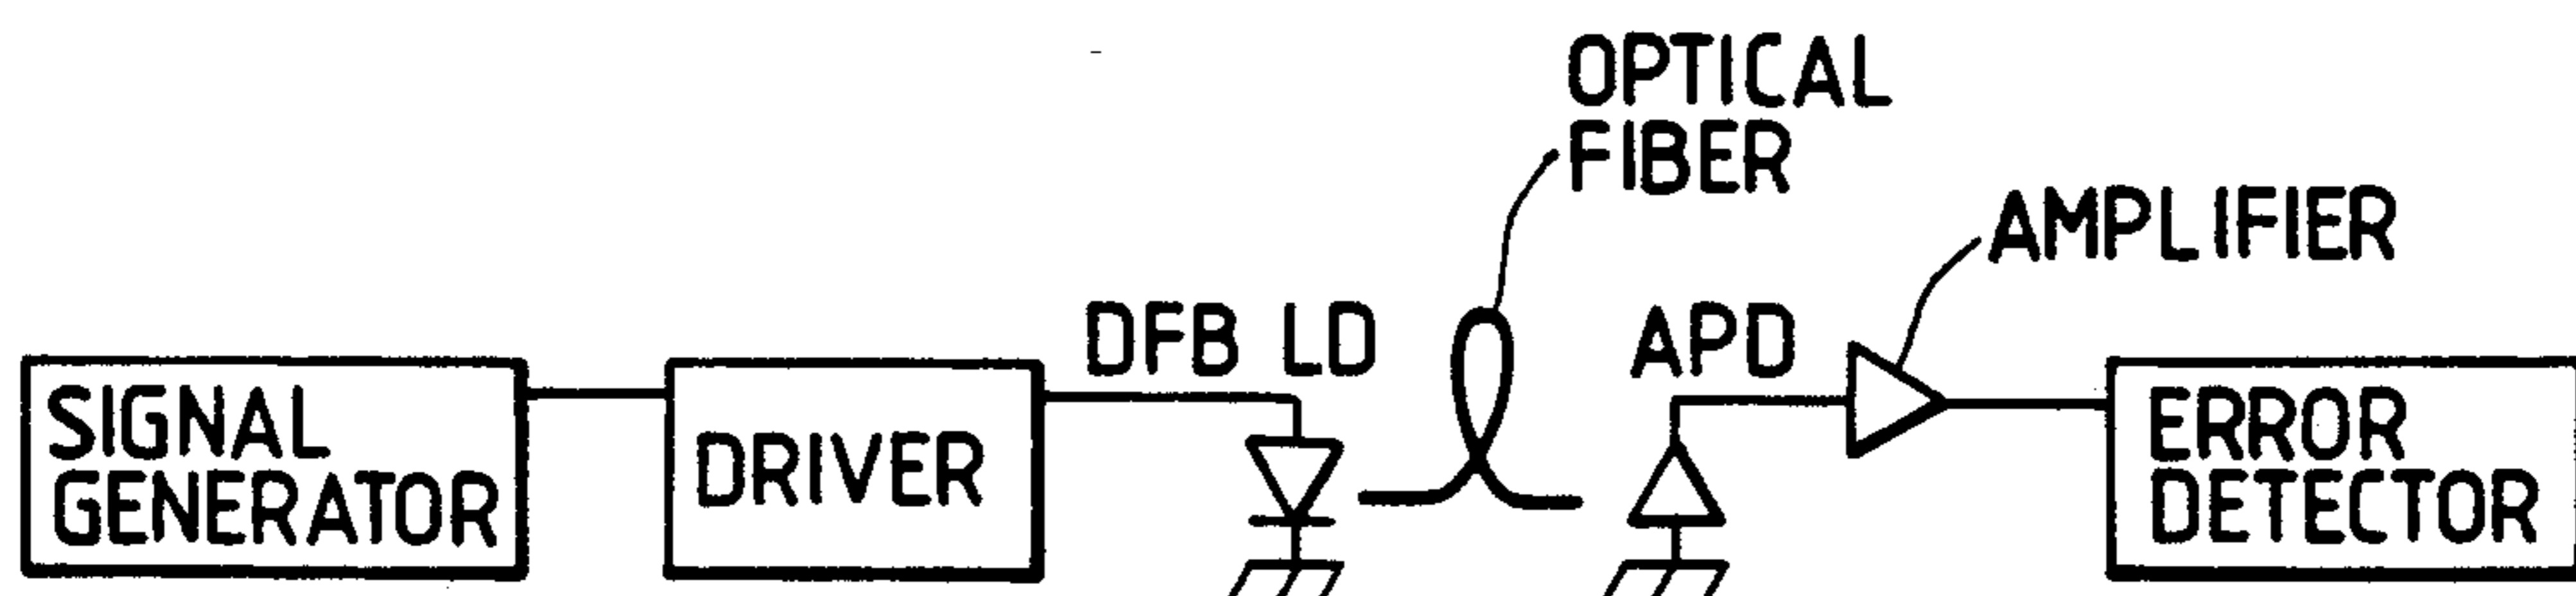 OPTICAL
FIBER
AMPLIFIER
DFB LD
APD
SIGNAL
GENERATOR
DRIVER
ERROR
DETECTOR